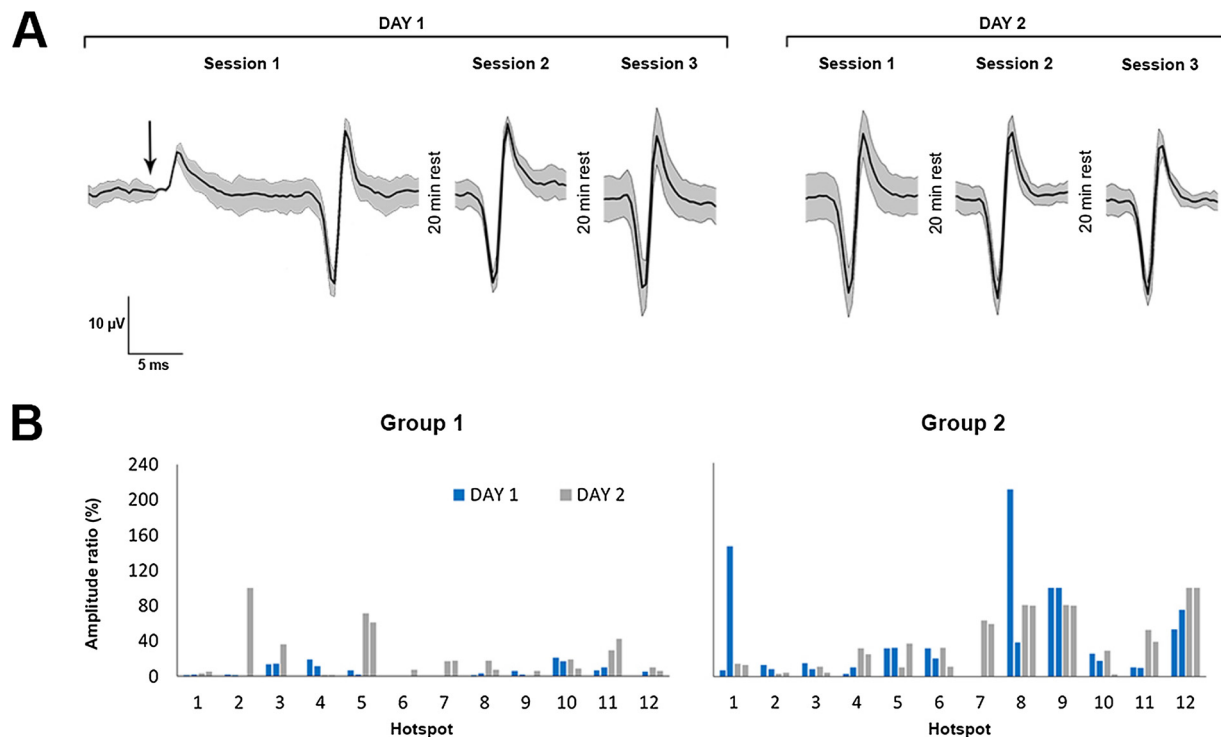 A
DAY 1 DAY 2
Session 1 Session 2 Session 3 Session 1 Session 2 Session 3
20 min rest 20 min rest 20 min rest 20 min rest
10 µV
5 ms
B
Group 1 Group 2
Amplitude ratio (%)
240
200
160
120
80
40
0
DAY 1 DAY 2
1 2 3 4 5 6 7 8 9 10 11 12 1 2 3 4 5 6 7 8 9 10 11 12
Hotspot Hotspot